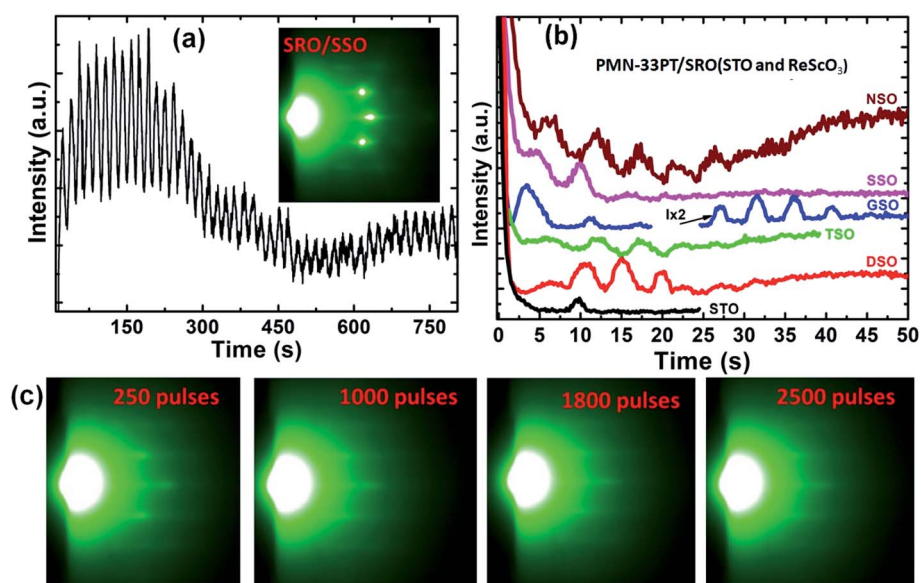 (a)
SRO/SSO
Intensity (a.u.)
150 300 450 600 750
Time (s)
(b)
PMN-33PT/SRO(STO and ReScO₃)
NSO
SSO
GSO
Ix2
TSO
DSO
STO
Intensity (a.u.)
0 5 10 15 20 25 30 35 40 45 50
Time (s)
(c)
250 pulses
1000 pulses
1800 pulses
2500 pulses